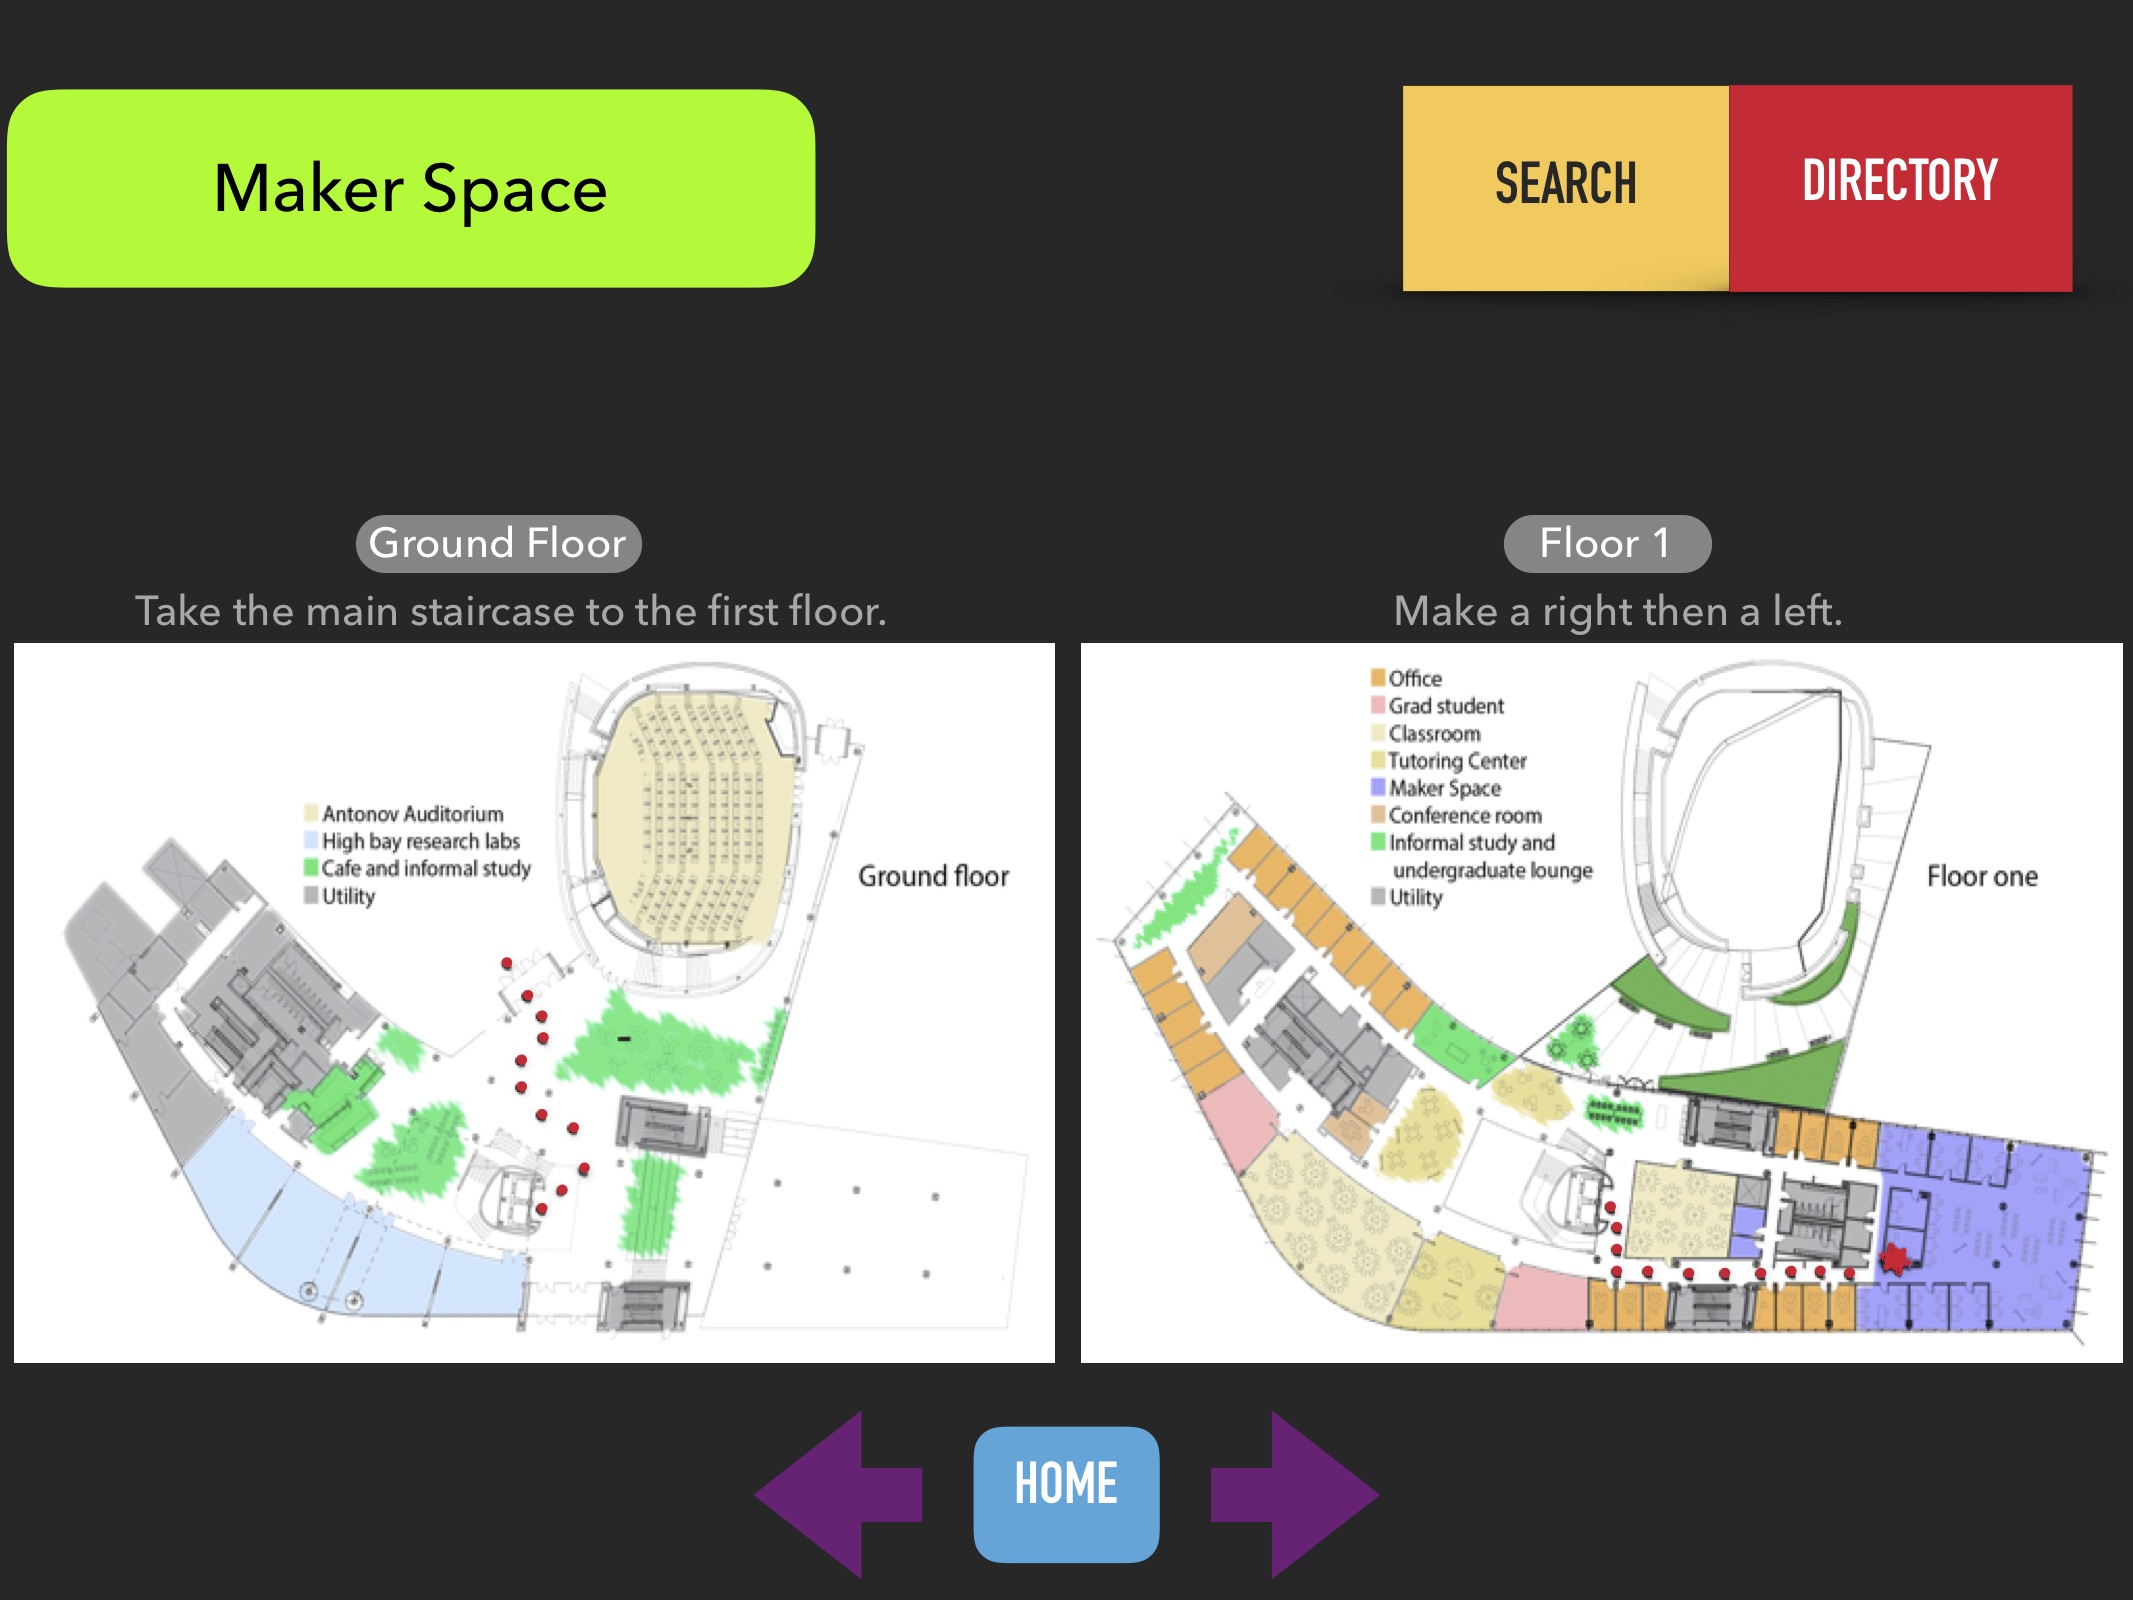 Maker Space
SEARCH
DIRECTORY
Ground Floor
Take the main staircase to the first floor.
Antonov Auditorium
High bay research labs
Cafe and informal study
Utility
Ground floor
Floor 1
Make a right then a left.
Office
Grad student
Classroom
Tutoring Center
Maker Space
Conference room
Informal study and
undergraduate lounge
Utility
Floor one
HOME